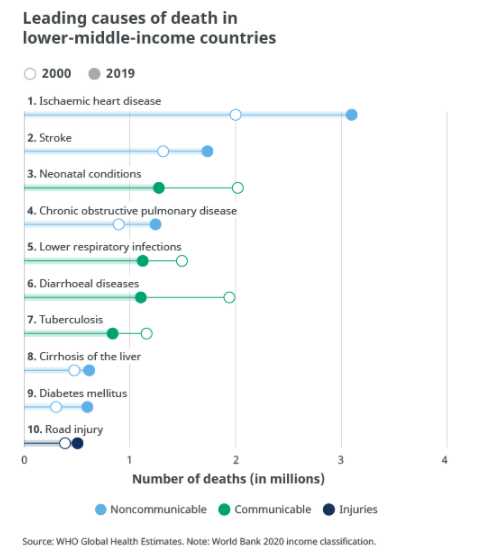 Leading causes of death in
lower-middle-income countries
2000 2019
1. Ischaemic heart disease
2. Stroke
3. Neonatal conditions
4. Chronic obstructive pulmonary disease
5. Lower respiratory infections
6. Diarrhoeal diseases
7. Tuberculosis
8. Cirrhosis of the liver
9. Diabetes mellitus
10. Road injury
0 1 2 3 4
Number of deaths (in millions)
Noncommunicable Communicable Injuries
Source: WHO Global Health Estimates. Note: World Bank 2020 income classification.